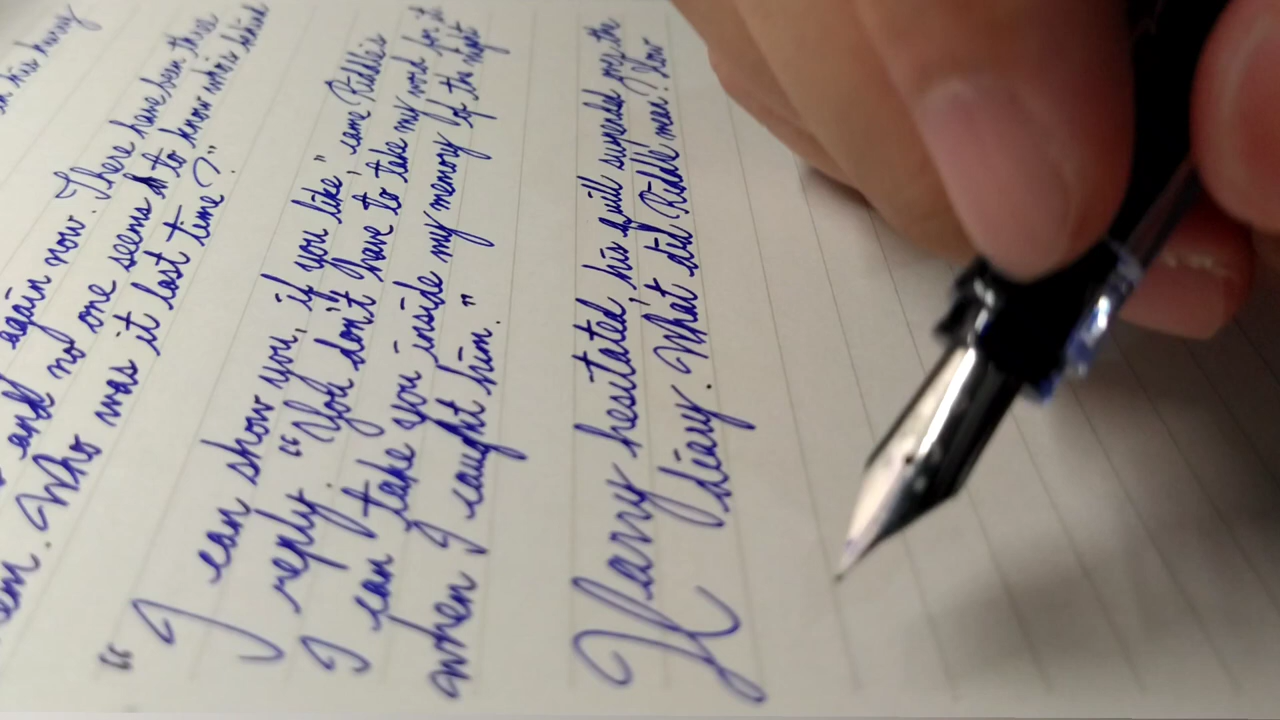 in his hurry
again now. There have been three
and no one seems to know who's behind
them. Who was it last time?"
"I can show you, if you like", came Riddle's
reply. "You don't have to take my word for it
I can take you inside my memory of the night
when I caught him."
Harry hesitated, his quill suspended over the
diary. What did Riddle mean? How